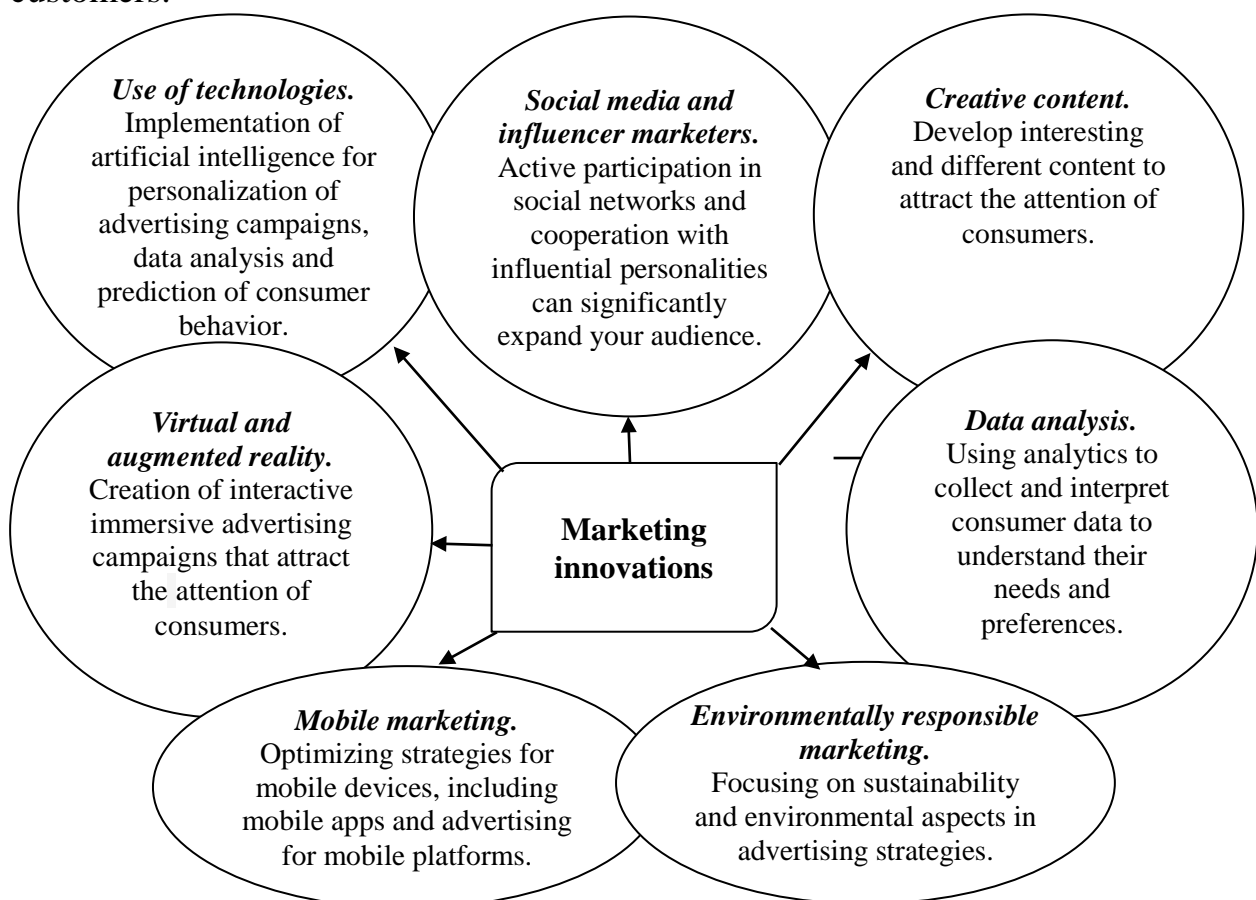 customers.
Use of technologies.
Implementation of
artificial intelligence for
personalization of
advertising campaigns,
data analysis and
prediction of consumer
behavior.
Social media and
influencer marketers.
Active participation in
social networks and
cooperation with
influential personalities
can significantly
expand your audience.
Creative content.
Develop interesting
and different content to
attract the attention of
consumers.
Virtual and
augmented reality.
Creation of interactive
immersive advertising
campaigns that attract
the attention of
consumers.
Marketing
innovations
Data analysis.
Using analytics to
collect and interpret
consumer data to
understand their
needs and
preferences.
Mobile marketing.
Optimizing strategies for
mobile devices, including
mobile apps and advertising
for mobile platforms.
Environmentally responsible
marketing.
Focusing on sustainability
and environmental aspects in
advertising strategies.